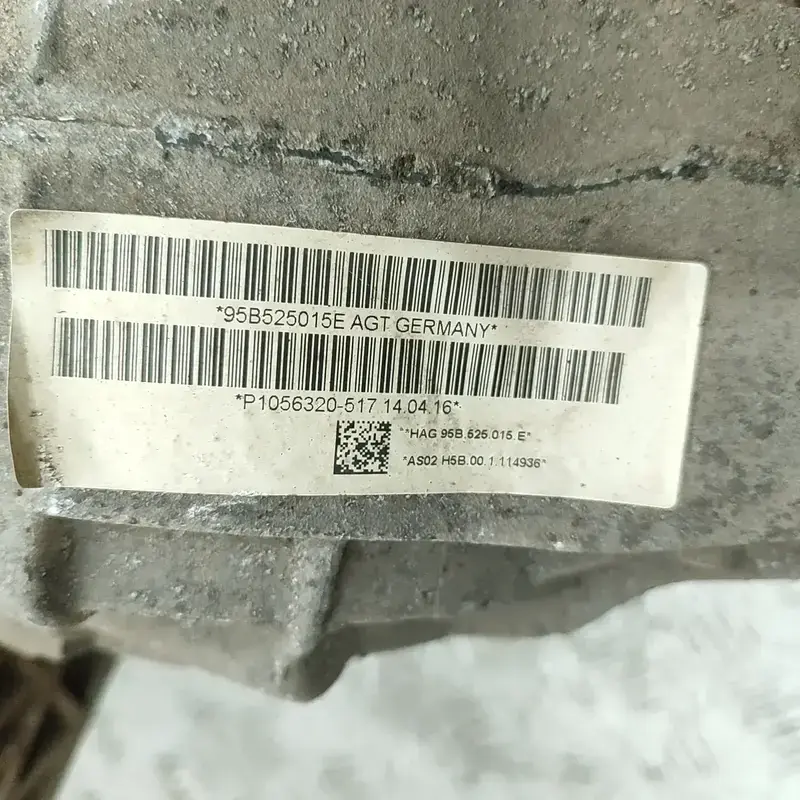 *95B525015E AGT GERMANY*
*P1056320-517 14.04.16*
**HAG 95B.525.015.E*
*AS02 H5B.00.1.114936*